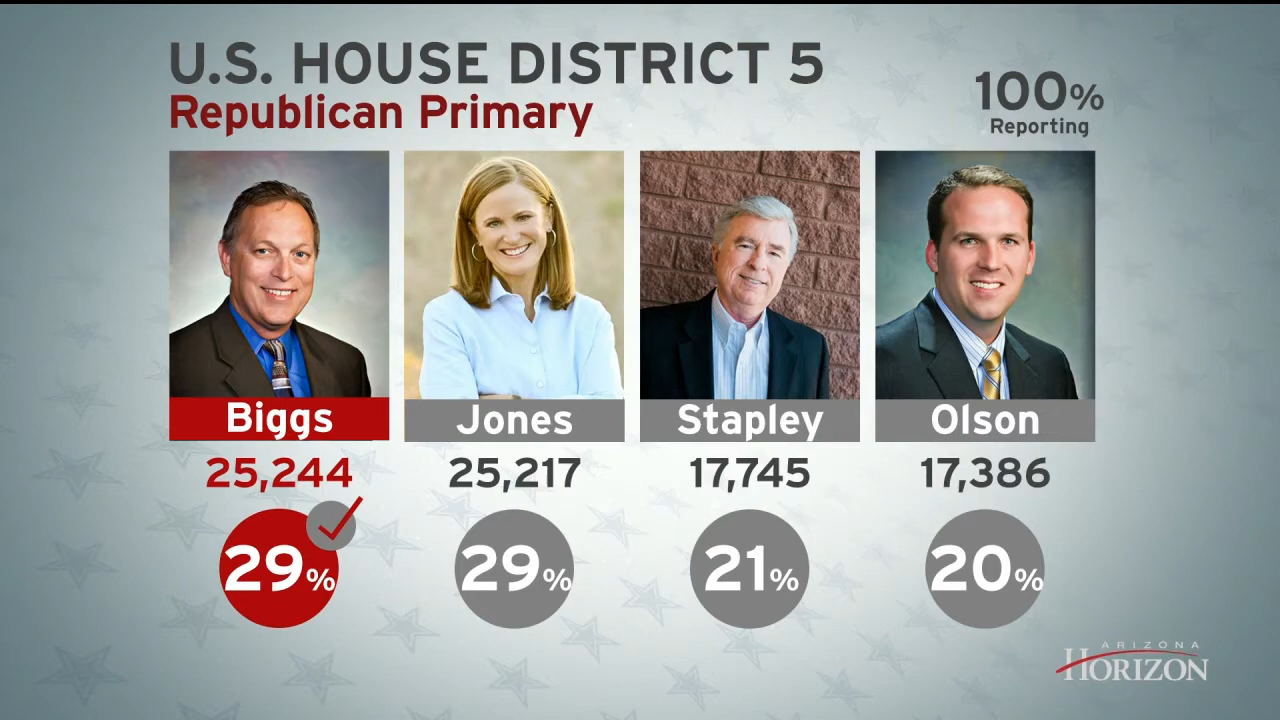 U.S. HOUSE DISTRICT 5
Republican Primary
100%
Reporting
Biggs
Jones
Stapley
Olson
25,244
25,217
17,745
17,386
29%
29%
21%
20%
ARIZONA
HORIZON